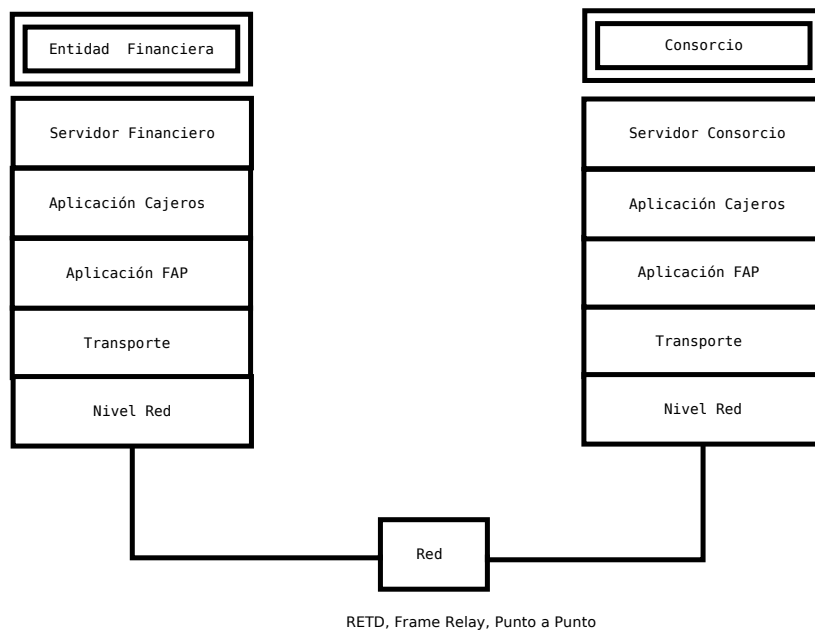 Entidad  Financiera
Servidor Financiero
Aplicación Cajeros
Aplicación FAP
Transporte
Nivel Red
Consorcio
Servidor Consorcio
Aplicación Cajeros
Aplicación FAP
Transporte
Nivel Red
Red
RETD, Frame Relay, Punto a Punto